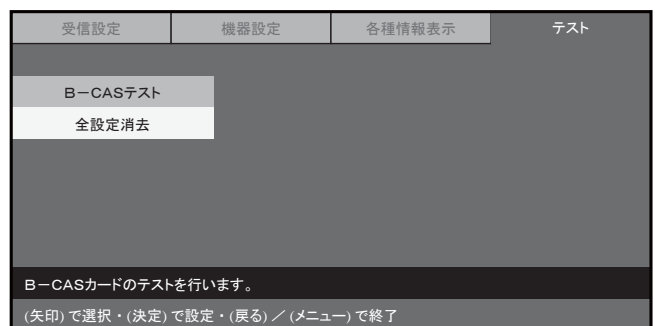 受信設定 機器設定 各種情報表示 テスト
B－CASテスト
全設定消去
B－CASカードのテストを行います。
(矢印) で選択・(決定) で設定・(戻る) ／ (メニュー) で終了